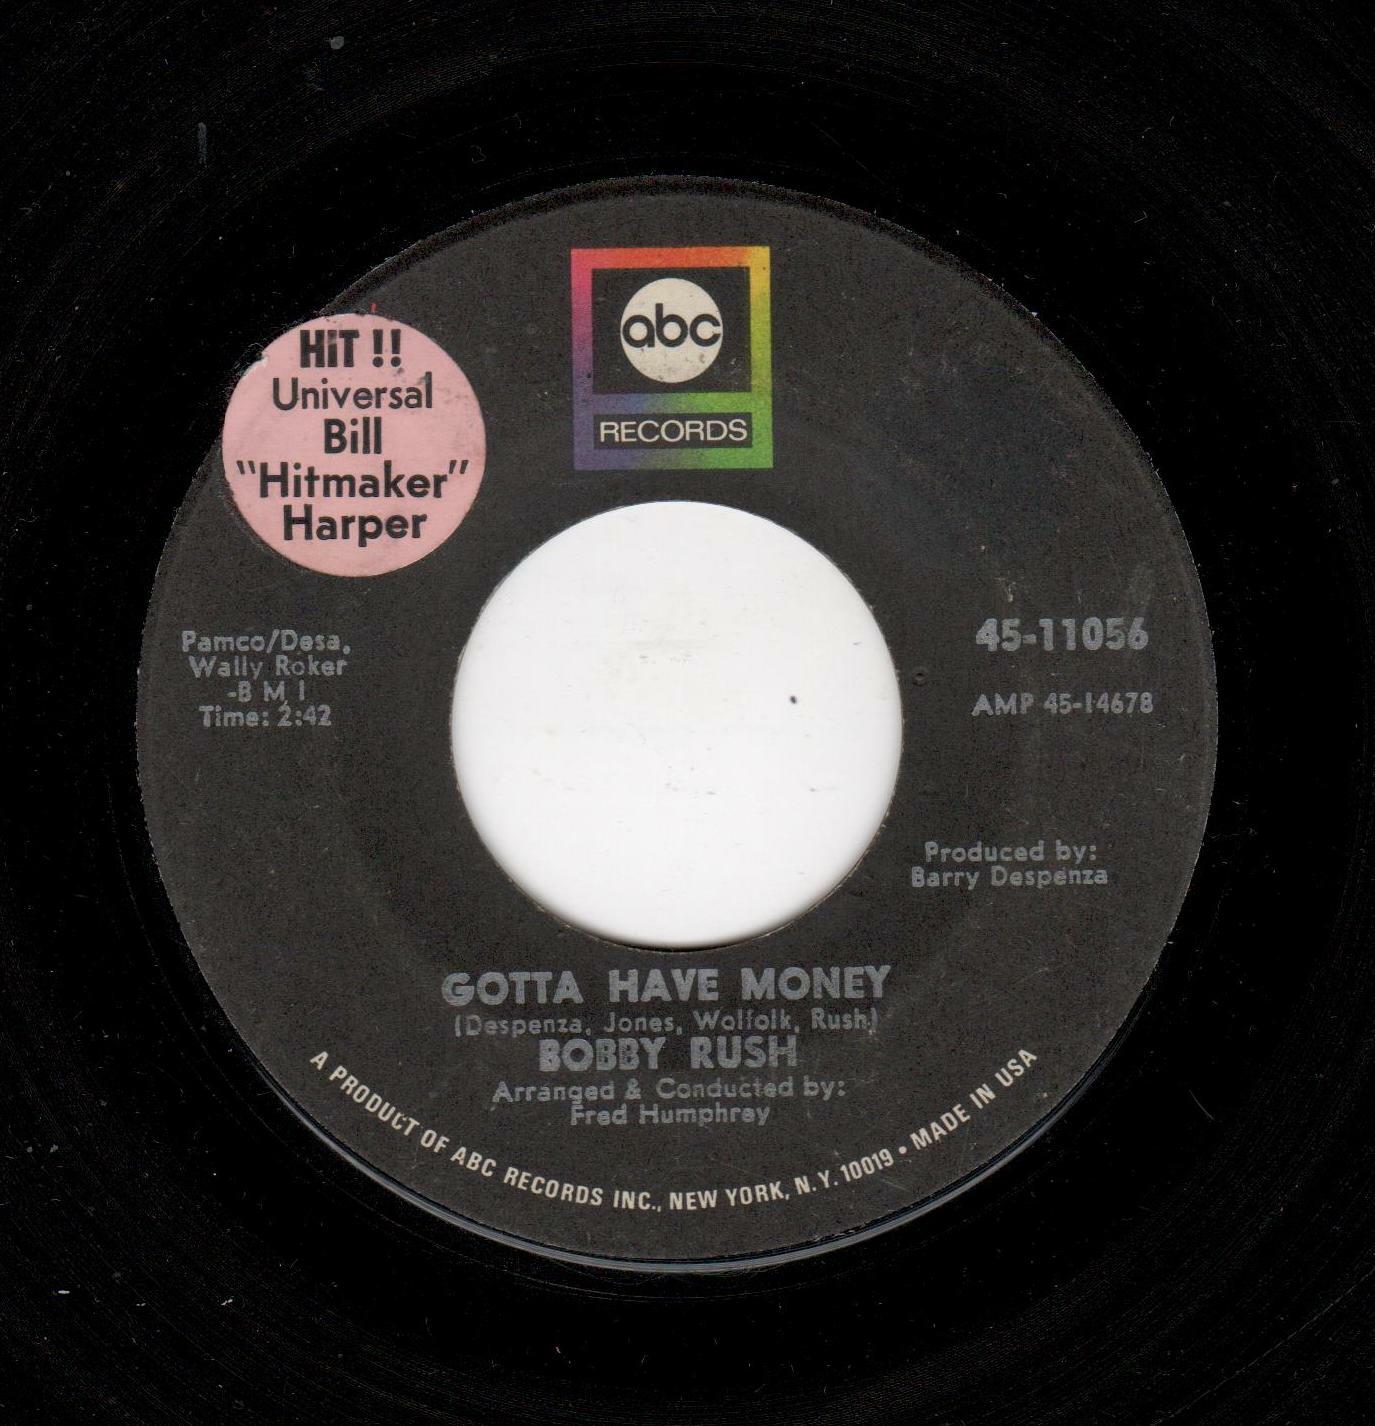 abc
RECORDS
HIT !!
Universal
Bill
"Hitmaker"
Harper
Pamco/Desa,
Wally Roker
-B M I
Time: 2:42
45-11056
AMP 45-14678
Produced by:
Barry Despenza
GOTTA HAVE MONEY
(Despenza, Jones, Wolfolk, Rush)
BOBBY RUSH
Arranged & Conducted by:
Fred Humphrey
A PRODUCT OF ABC RECORDS INC., NEW YORK, N.Y. 10019 • MADE IN USA